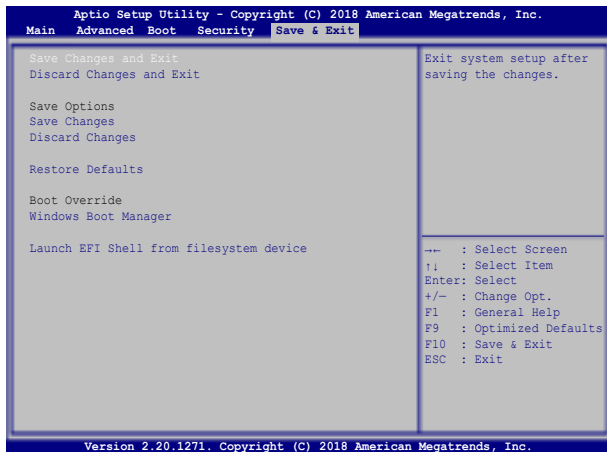 Aptio Setup Utility - Copyright (C) 2018 American Megatrends, Inc.
Main Advanced Boot Security Save & Exit
Save Changes and Exit
Discard Changes and Exit
Save Options
Save Changes
Discard Changes
Restore Defaults
Boot Override
Windows Boot Manager
Launch EFI Shell from filesystem device
Exit system setup after
saving the changes.
→← : Select Screen
↑↓ : Select Item
Enter: Select
+/— : Change Opt.
F1 : General Help
F9 : Optimized Defaults
F10 : Save & Exit
ESC : Exit
Version 2.20.1271. Copyright (C) 2018 American Megatrends, Inc.